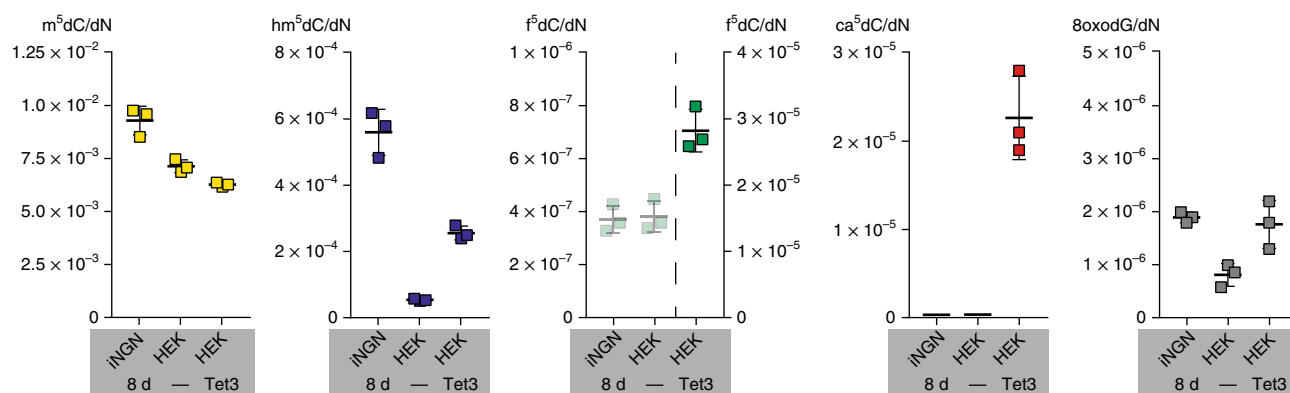 m⁵dC/dN
1.25 × 10⁻²
1.0 × 10⁻²
7.5 × 10⁻³
5.0 × 10⁻³
2.5 × 10⁻³
0
iNGN HEK HEK
8 d — Tet3
hm⁵dC/dN
8 × 10⁻⁴
6 × 10⁻⁴
4 × 10⁻⁴
2 × 10⁻⁴
0
iNGN HEK HEK
8 d — Tet3
f⁵dC/dN
1 × 10⁻⁶
8 × 10⁻⁷
6 × 10⁻⁷
4 × 10⁻⁷
2 × 10⁻⁷
0
f⁵dC/dN
4 × 10⁻⁵
3 × 10⁻⁵
2 × 10⁻⁵
1 × 10⁻⁵
0
iNGN HEK HEK
8 d — Tet3
ca⁵dC/dN
3 × 10⁻⁵
2 × 10⁻⁵
1 × 10⁻⁵
0
iNGN HEK HEK
8 d — Tet3
8oxodG/dN
5 × 10⁻⁶
4 × 10⁻⁶
3 × 10⁻⁶
2 × 10⁻⁶
1 × 10⁻⁶
0
iNGN HEK HEK
8 d — Tet3